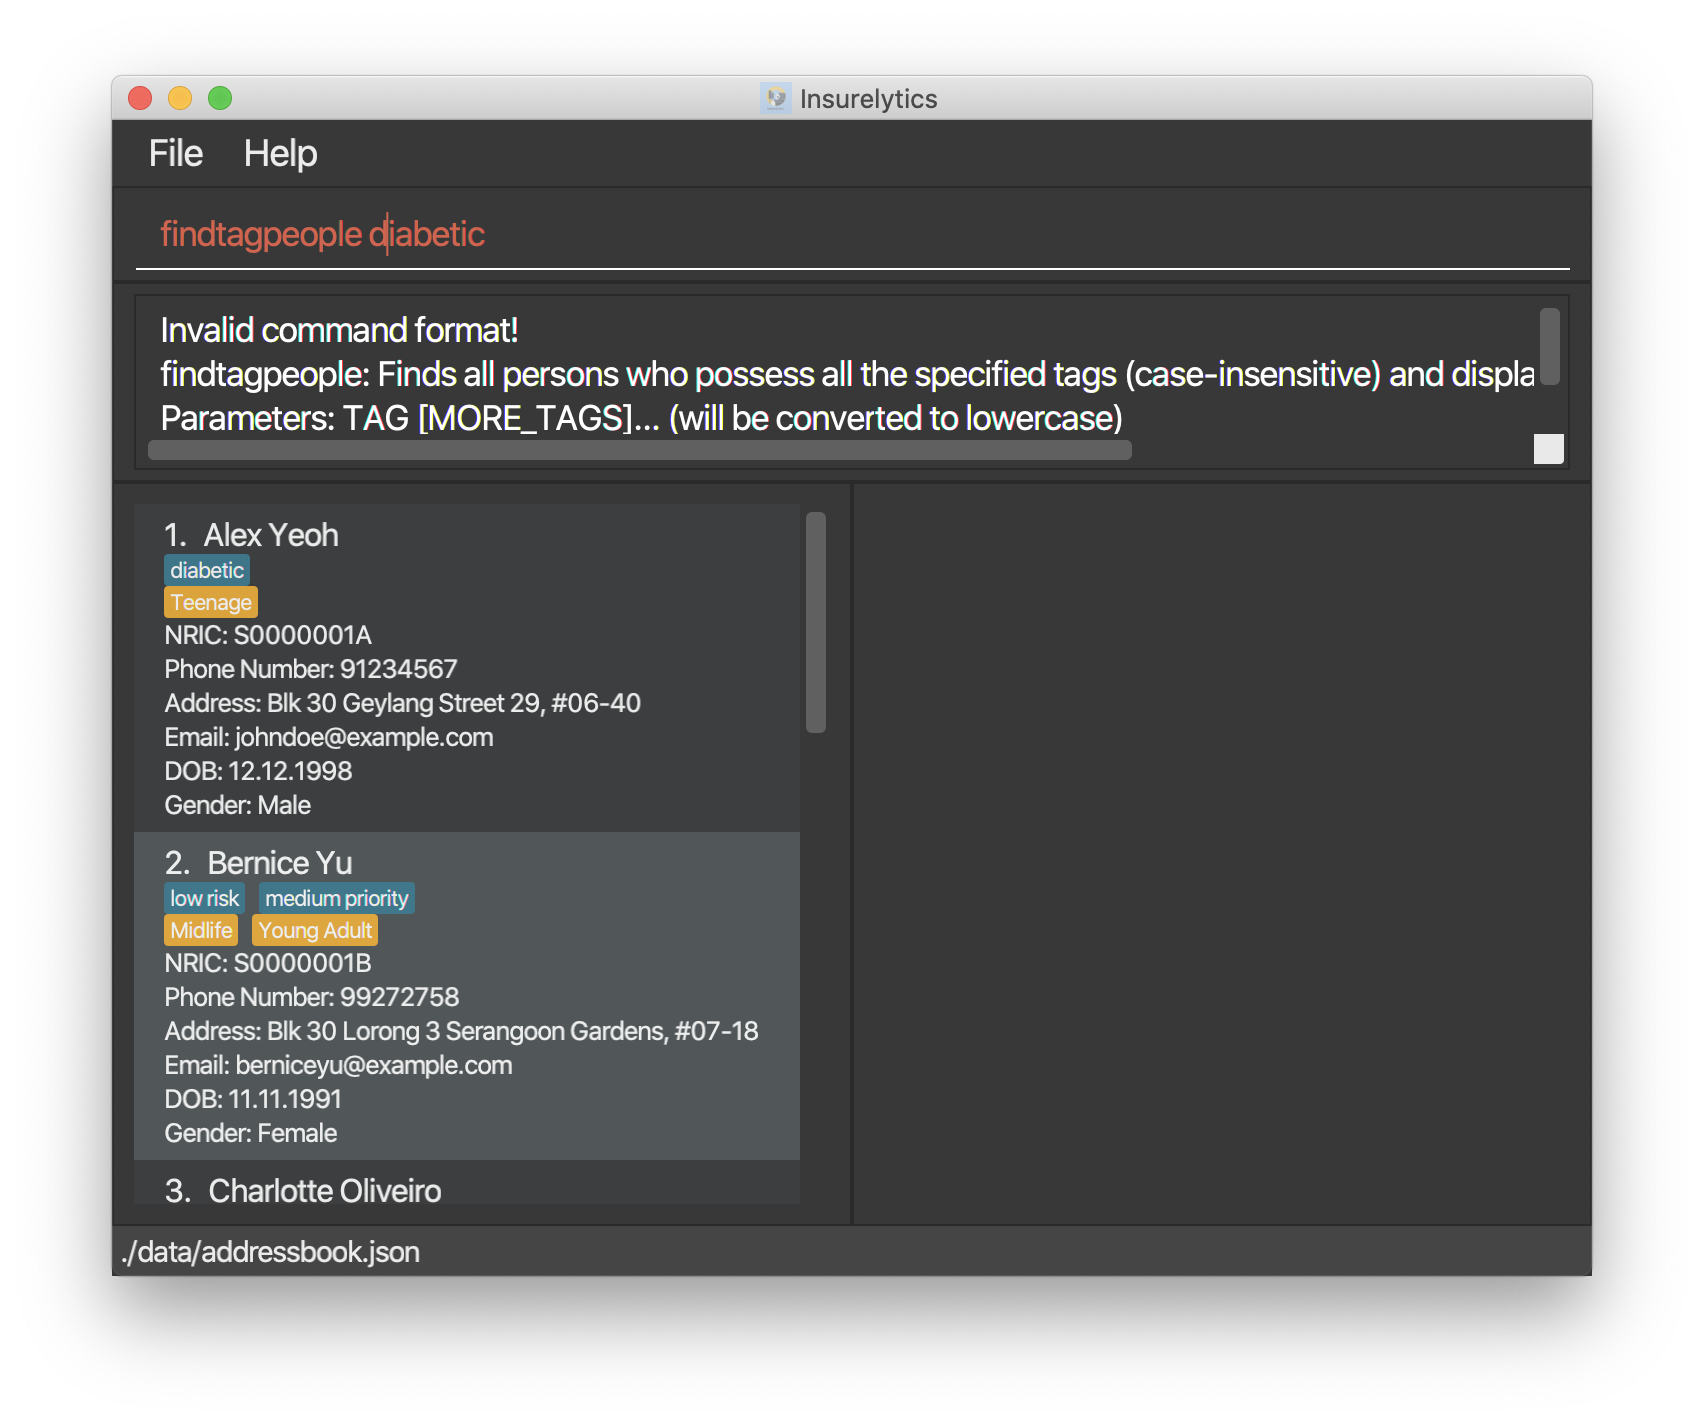 Insurelytics
File Help
findtagpeople diabetic
Invalid command format!
findtagpeople: Finds all persons who possess all the specified tags (case-insensitive) and displa
Parameters: TAG [MORE_TAGS]... (will be converted to lowercase)
1. Alex Yeoh
diabetic
Teenage
NRIC: S0000001A
Phone Number: 91234567
Address: Blk 30 Geylang Street 29, #06-40
Email: johndoe@example.com
DOB: 12.12.1998
Gender: Male
2. Bernice Yu
low risk medium priority
Midlife Young Adult
NRIC: S0000001B
Phone Number: 99272758
Address: Blk 30 Lorong 3 Serangoon Gardens, #07-18
Email: berniceyu@example.com
DOB: 11.11.1991
Gender: Female
3. Charlotte Oliveiro
./data/addressbook.json